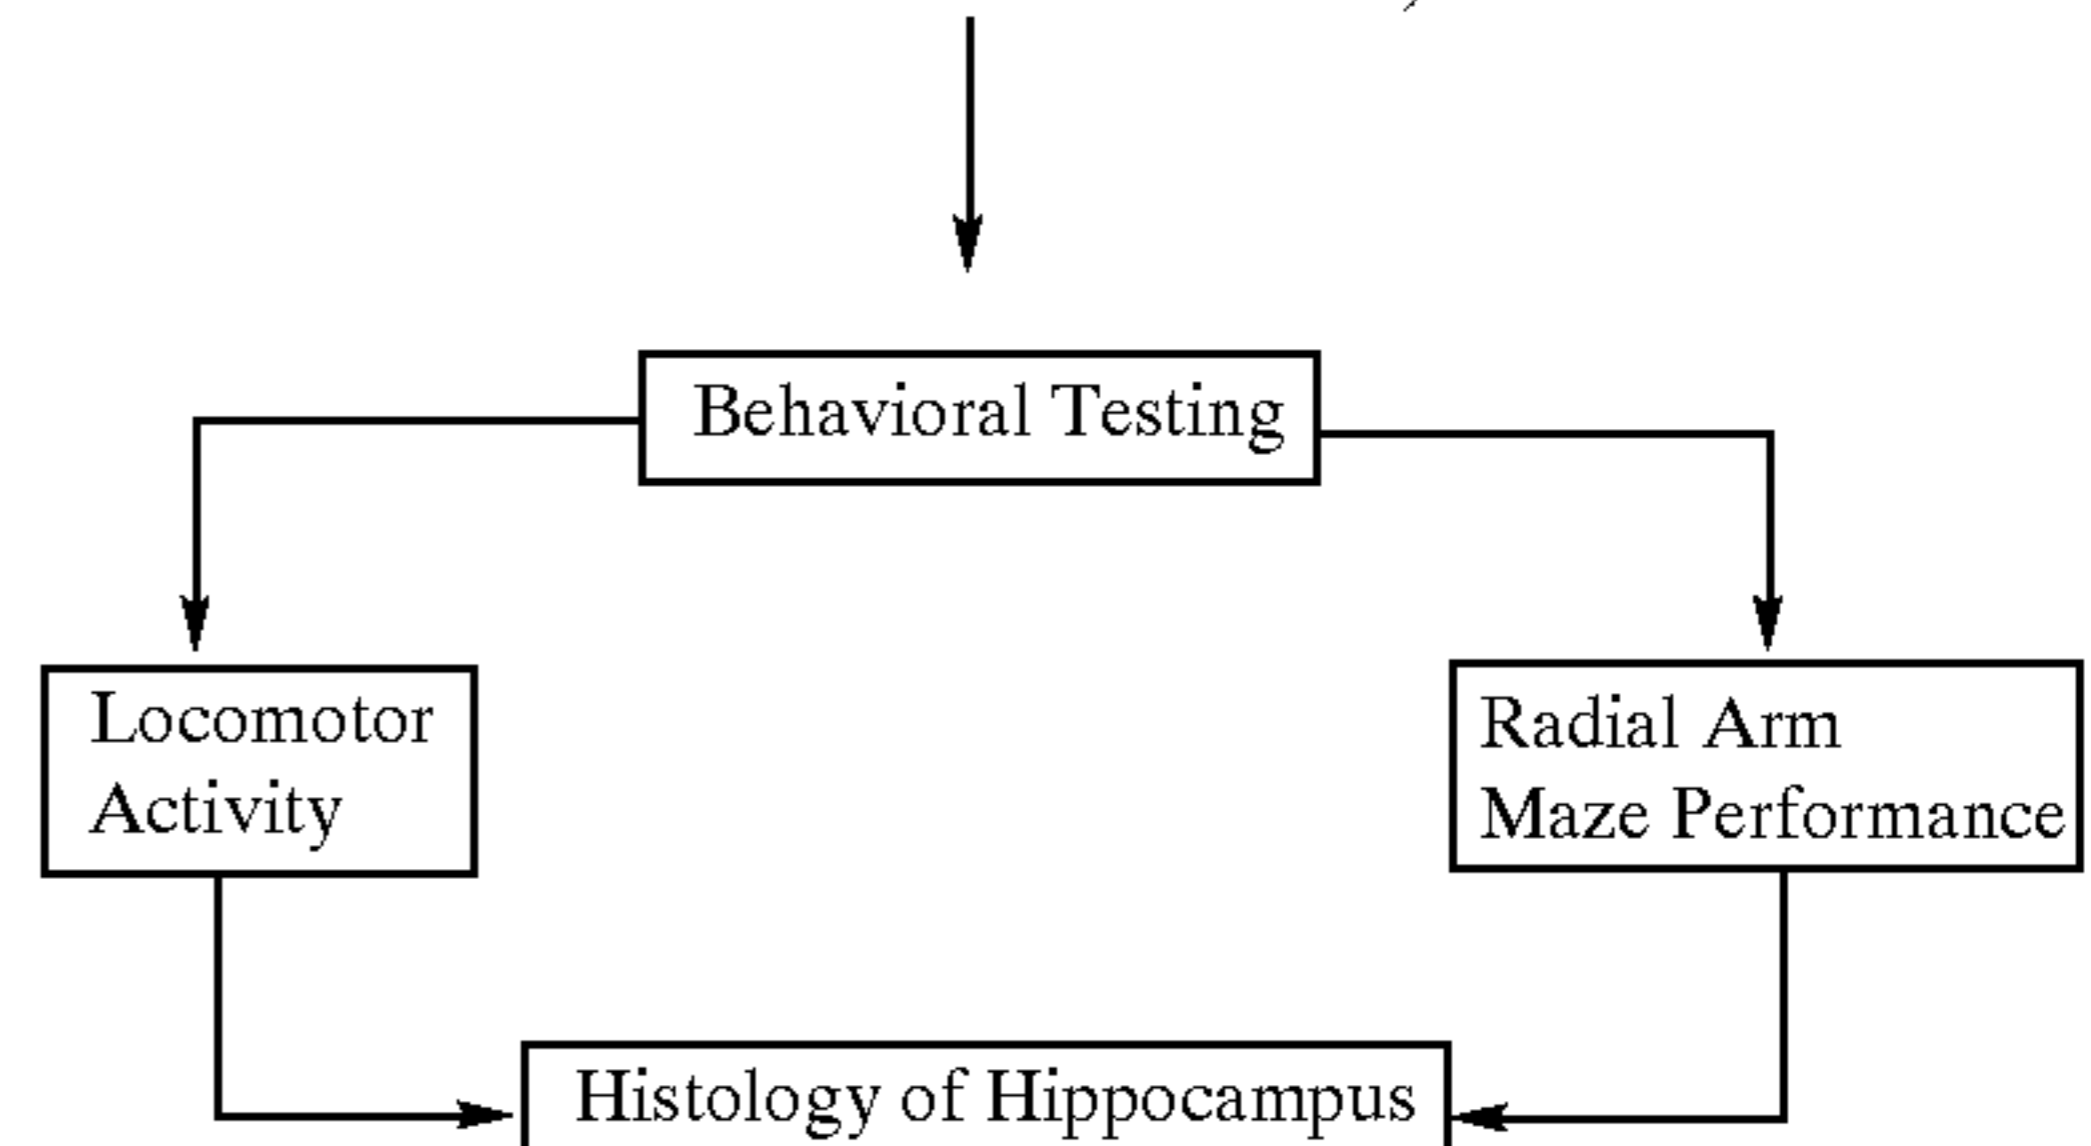 Behavioral Testing
Locomotor
Activity
Radial Arm
Maze Performance
Histology of Hippocampus